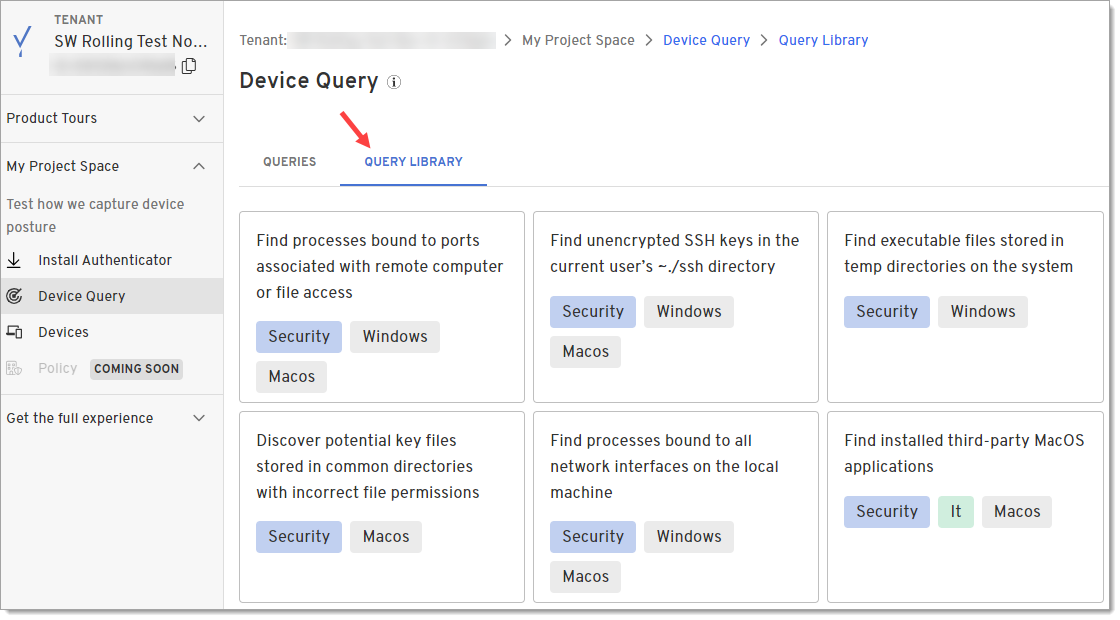 TENANT
SW Rolling Test No...
Product Tours
My Project Space
Test how we capture device
posture
Install Authenticator
Device Query
Devices
Policy COMING SOON
Get the full experience
Tenant: > My Project Space > Device Query > Query Library
Device Query
QUERIES QUERY LIBRARY
Find processes bound to ports
associated with remote computer
or file access
Security Windows
Macos
Find unencrypted SSH keys in the
current user’s ~./ssh directory
Security Windows
Macos
Find executable files stored in
temp directories on the system
Security Windows
Discover potential key files
stored in common directories
with incorrect file permissions
Security Macos
Find processes bound to all
network interfaces on the local
machine
Security Windows
Macos
Find installed third-party MacOS
applications
Security It Macos